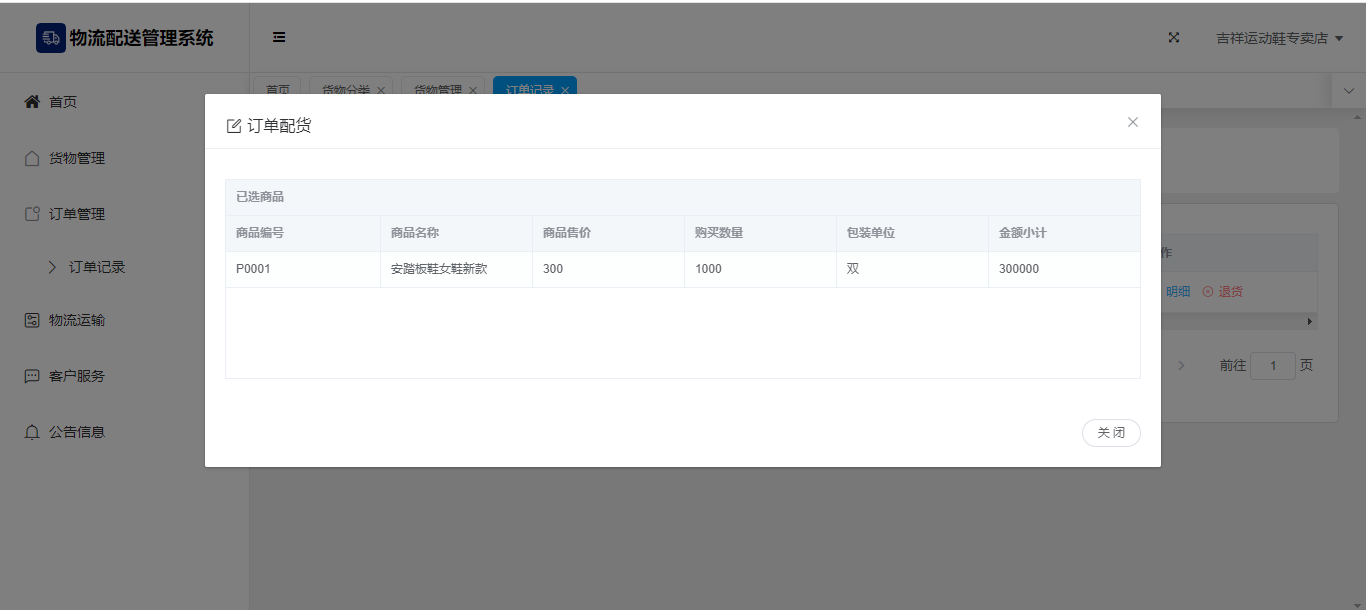 物流配送管理系统
吉祥运动鞋专卖店
首页
货物管理
订单管理
订单记录
物流运输
客户服务
公告信息
首页 货物分类 货物管理 订单记录
订单配货
已选商品
商品编号 商品名称 商品售价 购买数量 包装单位 金额小计
P0001 安踏板鞋女鞋新款 300 1000 双 300000
关闭
作
明细 退货
前往 1 页